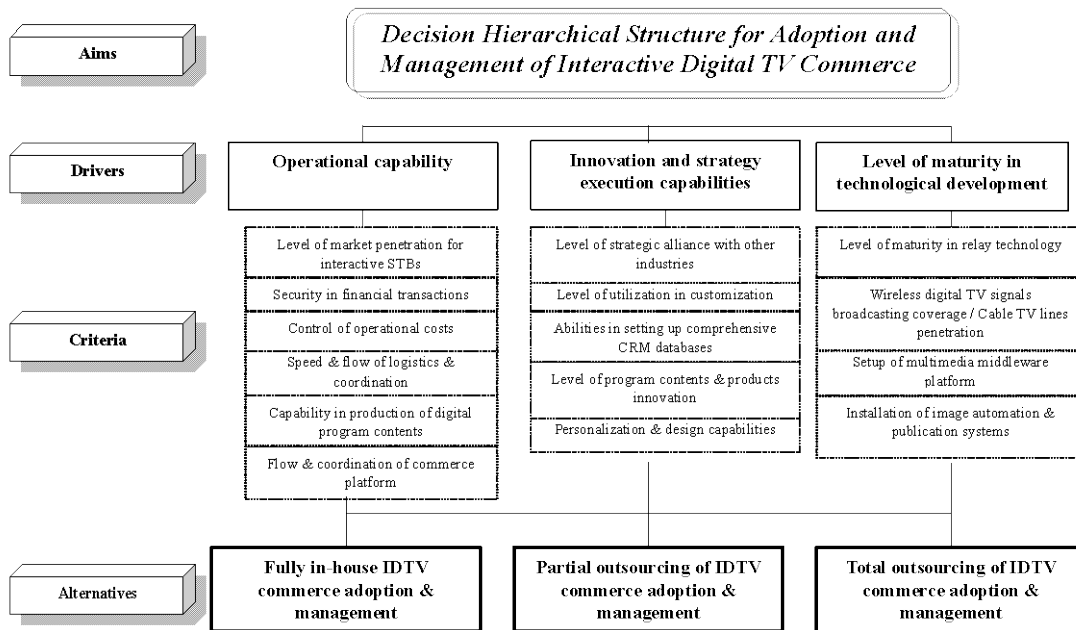 Aims
Decision Hierarchical Structure for Adoption and
Management of Interactive Digital TV Commerce
Drivers
Operational capability
Innovation and strategy
execution capabilities
Level of maturity in
technological development
Criteria
Level of market penetration for
interactive STBs
Security in financial transactions
Control of operational costs
Speed & flow of logistics &
coordination
Capability in production of digital
program contents
Flow & coordination of commerce
platform
Level of strategic alliance with other
industries
Level of utilization in customization
Abilities in setting up comprehensive
CRM databases
Level of program contents & products
innovation
Personalization & design capabilities
Level of maturity in relay technology
Wireless digital TV signals
broadcasting coverage / Cable TV lines
penetration
Setup of multimedia middleware
platform
Installation of image automation &
publication systems
Alternatives
Fully in-house IDTV
commerce adoption &
management
Partial outsourcing of IDTV
commerce adoption &
management
Total outsourcing of IDTV
commerce adoption &
management